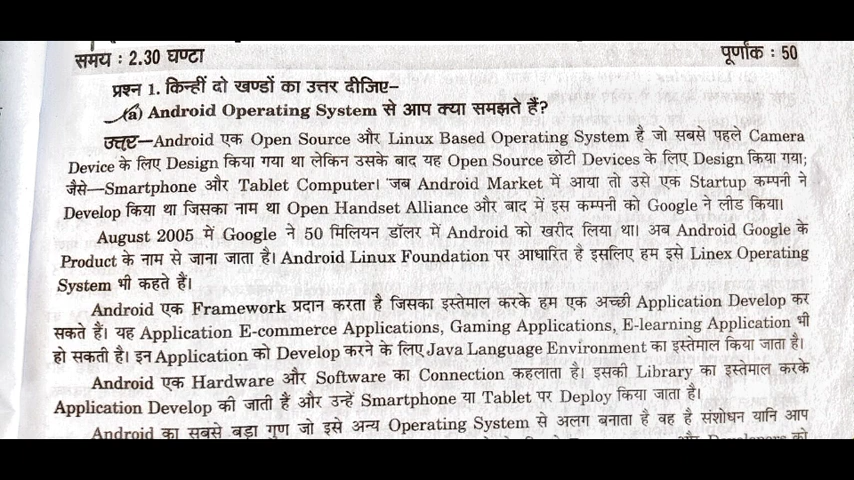 समय : 2.30 घण्टा
पूर्णांक : 50
प्रश्न 1. किन्हीं दो खण्डों का उत्तर दीजिए–
(a) Android Operating System से आप क्या समझते हैं?
उत्तर—Android एक Open Source और Linux Based Operating System है जो सबसे पहले Camera
Device के लिए Design किया गया था लेकिन उसके बाद यह Open Source छोटी Devices के लिए Design किया गया;
जैसे—Smartphone और Tablet Computer। जब Android Market में आया तो उसे एक Startup कम्पनी ने
Develop किया था जिसका नाम था Open Handset Alliance और बाद में इस कम्पनी को Google ने लीड किया।
August 2005 में Google ने 50 मिलियन डॉलर में Android को खरीद लिया था। अब Android Google के
Product के नाम से जाना जाता है। Android Linux Foundation पर आधारित है इसलिए हम इसे Linex Operating
System भी कहते हैं।
Android एक Framework प्रदान करता है जिसका इस्तेमाल करके हम एक अच्छी Application Develop कर
सकते हैं। यह Application E-commerce Applications, Gaming Applications, E-learning Application भी
हो सकती है। इन Application को Develop करने के लिए Java Language Environment का इस्तेमाल किया जाता है।
Android एक Hardware और Software का Connection कहलाता है। इसकी Library का इस्तेमाल करके
Application Develop की जाती हैं और उन्हें Smartphone या Tablet पर Deploy किया जाता है।
Android का सबसे बड़ा गुण जो इसे अन्य Operating System से अलग बनाता है वह है संशोधन यानि आप
और Developers को